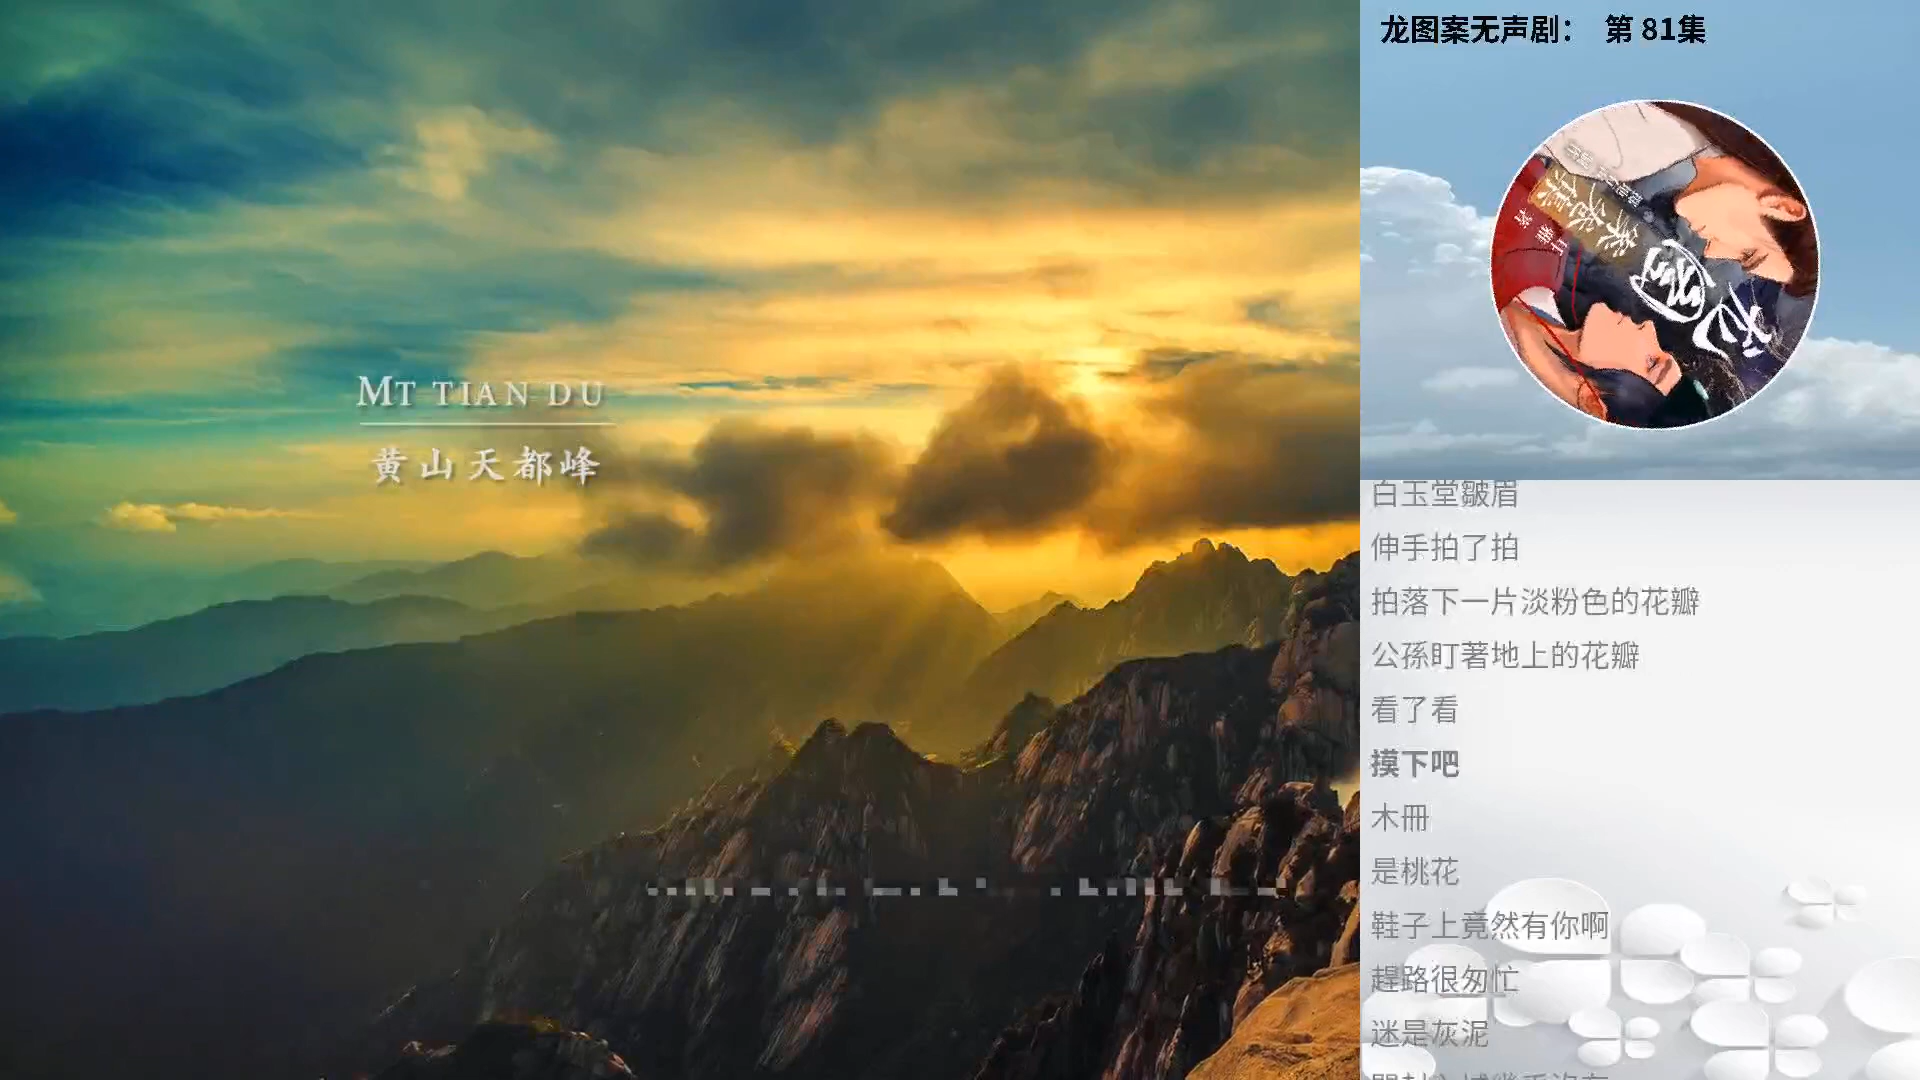 MT TIAN DU
黄山天都峰
龙图案无声剧： 第 81集
龙图
白玉堂皺眉
伸手拍了拍
拍落下一片淡粉色的花瓣
公孫盯著地上的花瓣
看了看
摸下吧
木冊
是桃花
鞋子上竟然有你啊
趕路很匆忙
迷是灰泥